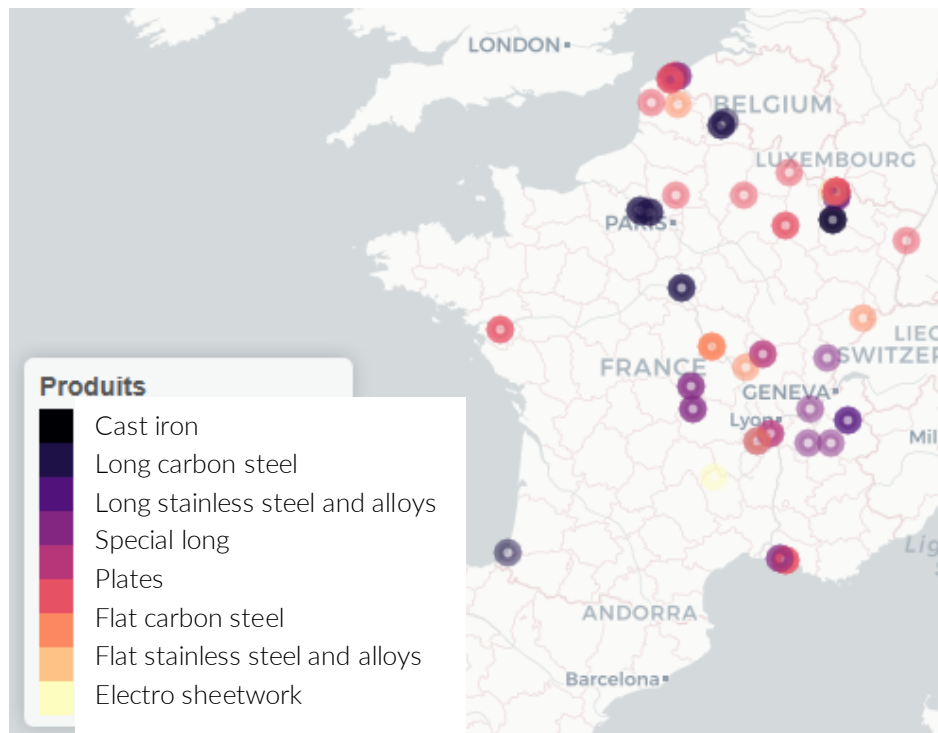 LONDON
BELGIUM
LUXEMBOURG
PARIS
FRANCE
SWITZER
LIEC
GENEVA
Lyon
Mil
Lig
S
ANDORRA
Barcelona
Produits
Cast iron
Long carbon steel
Long stainless steel and alloys
Special long
Plates
Flat carbon steel
Flat stainless steel and alloys
Electro sheetwork